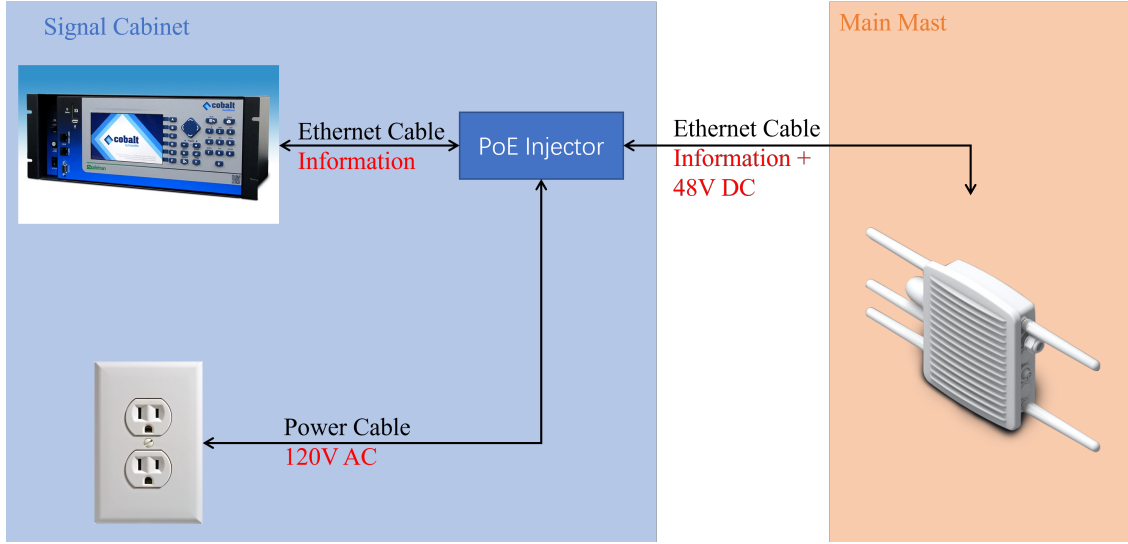 Signal Cabinet
Main Mast
cobalt
cobalt
Ethernet Cable
Information
PoE Injector
Ethernet Cable
Information +
48V DC
Power Cable
120V AC